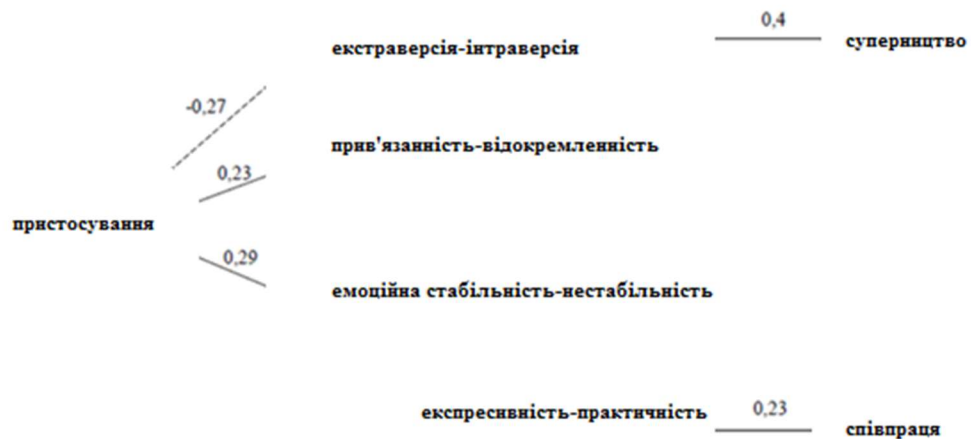 0,4
екстраверсія-інтраверсія
суперництво
-0,27
прив'язанність-відокремленність
0,23
пристосування
0,29
емоційна стабільність-нестабільність
експресивність-практичність
0,23
співпраця